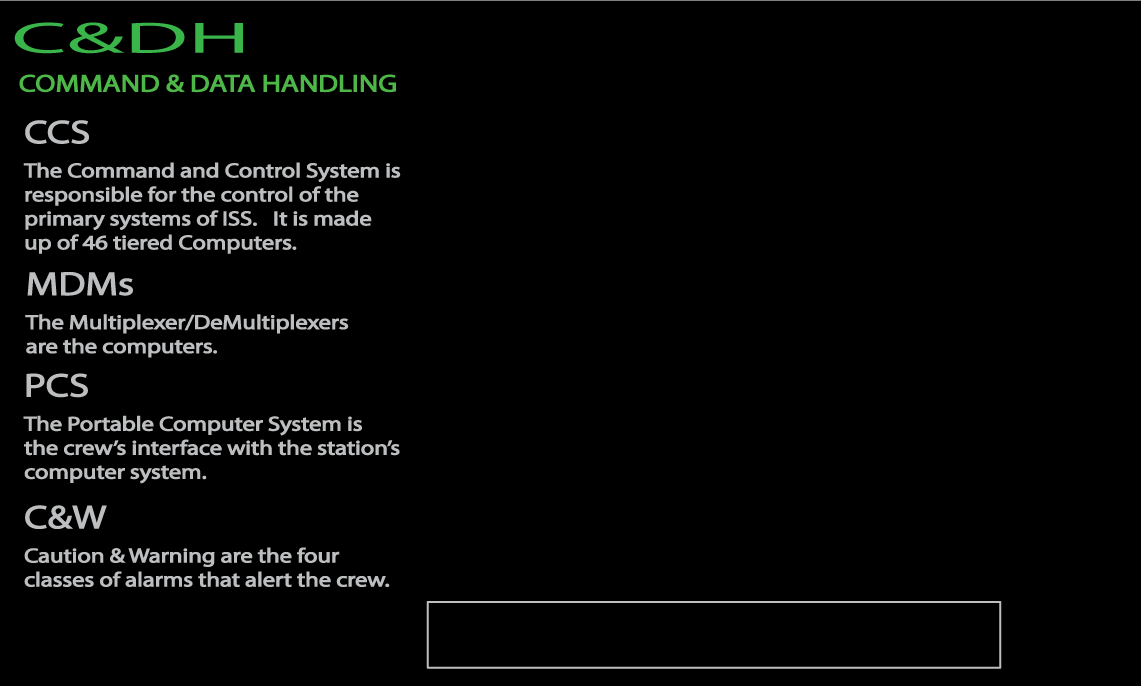 C&DH
COMMAND & DATA HANDLING
CCS
The Command and Control System is
responsible for the control of the
primary systems of ISS.   It is made
up of 46 tiered Computers.
MDMs
The Multiplexer/DeMultiplexers
are the computers.
PCS
The Portable Computer System is
the crew’s interface with the station’s
computer system.
C&W
Caution & Warning are the four
classes of alarms that alert the crew.